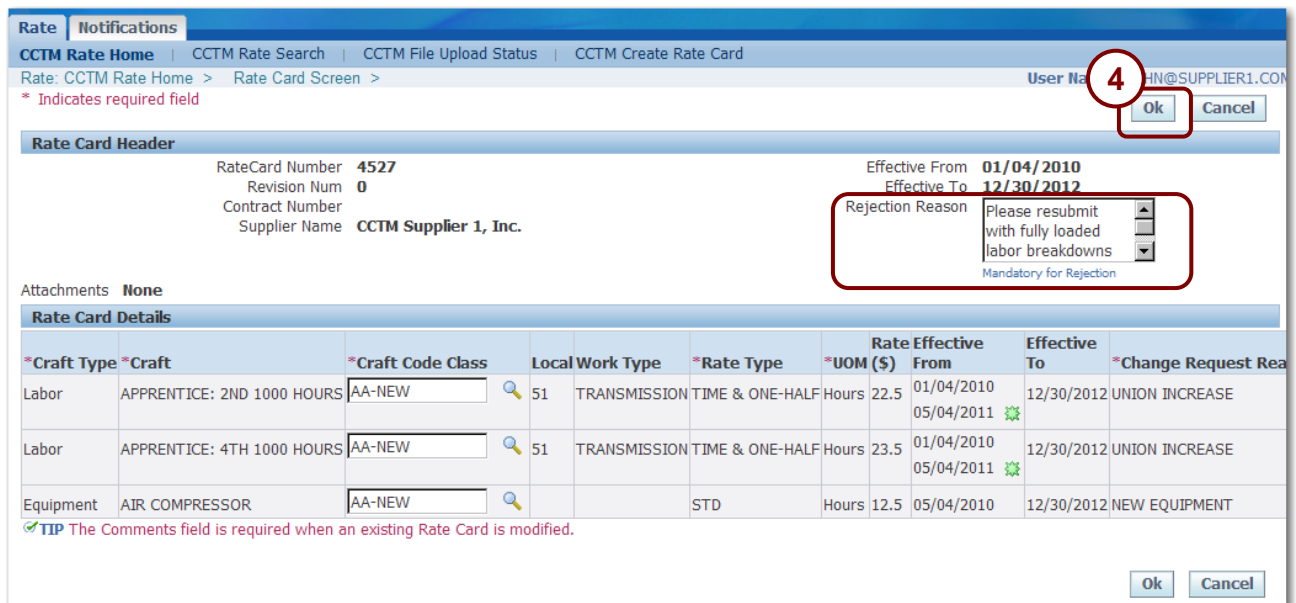 Rate Notifications
CCTM Rate Home | CCTM Rate Search | CCTM File Upload Status | CCTM Create Rate Card
Rate: CCTM Rate Home > Rate Card Screen > User Na HN@SUPPLIER1.COM
4
* Indicates required field
Ok Cancel
Rate Card Header
RateCard Number 4527 Effective From 01/04/2010
Revision Num 0 Effective To 12/30/2012
Contract Number Rejection Reason Please resubmit
Supplier Name CCTM Supplier 1, Inc. with fully loaded
labor breakdowns
Mandatory for Rejection
Attachments None
Rate Card Details
*Craft Type *Craft *Craft Code Class Local Work Type *Rate Type *UOM Rate ($) Effective From Effective To *Change Request Rea
Labor APPRENTICE: 2ND 1000 HOURS AA-NEW 51 TRANSMISSION TIME & ONE-HALF Hours 22.5 01/04/2010 12/30/2012 UNION INCREASE
05/04/2011
Labor APPRENTICE: 4TH 1000 HOURS AA-NEW 51 TRANSMISSION TIME & ONE-HALF Hours 23.5 01/04/2010 12/30/2012 UNION INCREASE
05/04/2011
Equipment AIR COMPRESSOR AA-NEW STD Hours 12.5 05/04/2010 12/30/2012 NEW EQUIPMENT
TIP The Comments field is required when an existing Rate Card is modified.
Ok Cancel